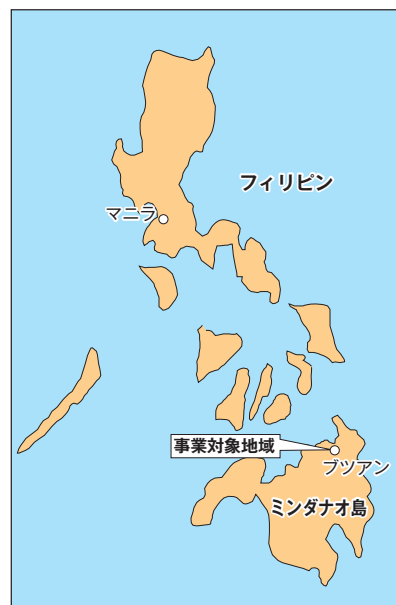 フィリピン
マニラ
事業対象地域
ブツアン
ミンダナオ島